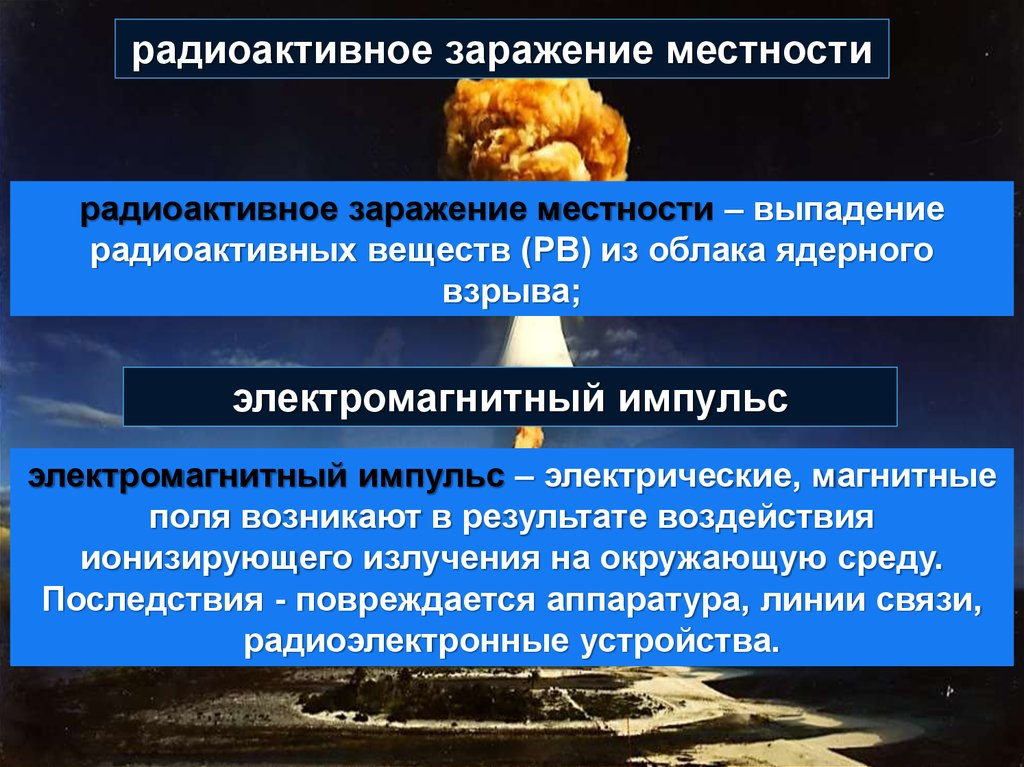 радиоактивное заражение местности
радиоактивное заражение местности – выпадение
радиоактивных веществ (РВ) из облака ядерного
взрыва;
электромагнитный импульс
электромагнитный импульс – электрические, магнитные
поля возникают в результате воздействия
ионизирующего излучения на окружающую среду.
Последствия - повреждается аппаратура, линии связи,
радиоэлектронные устройства.